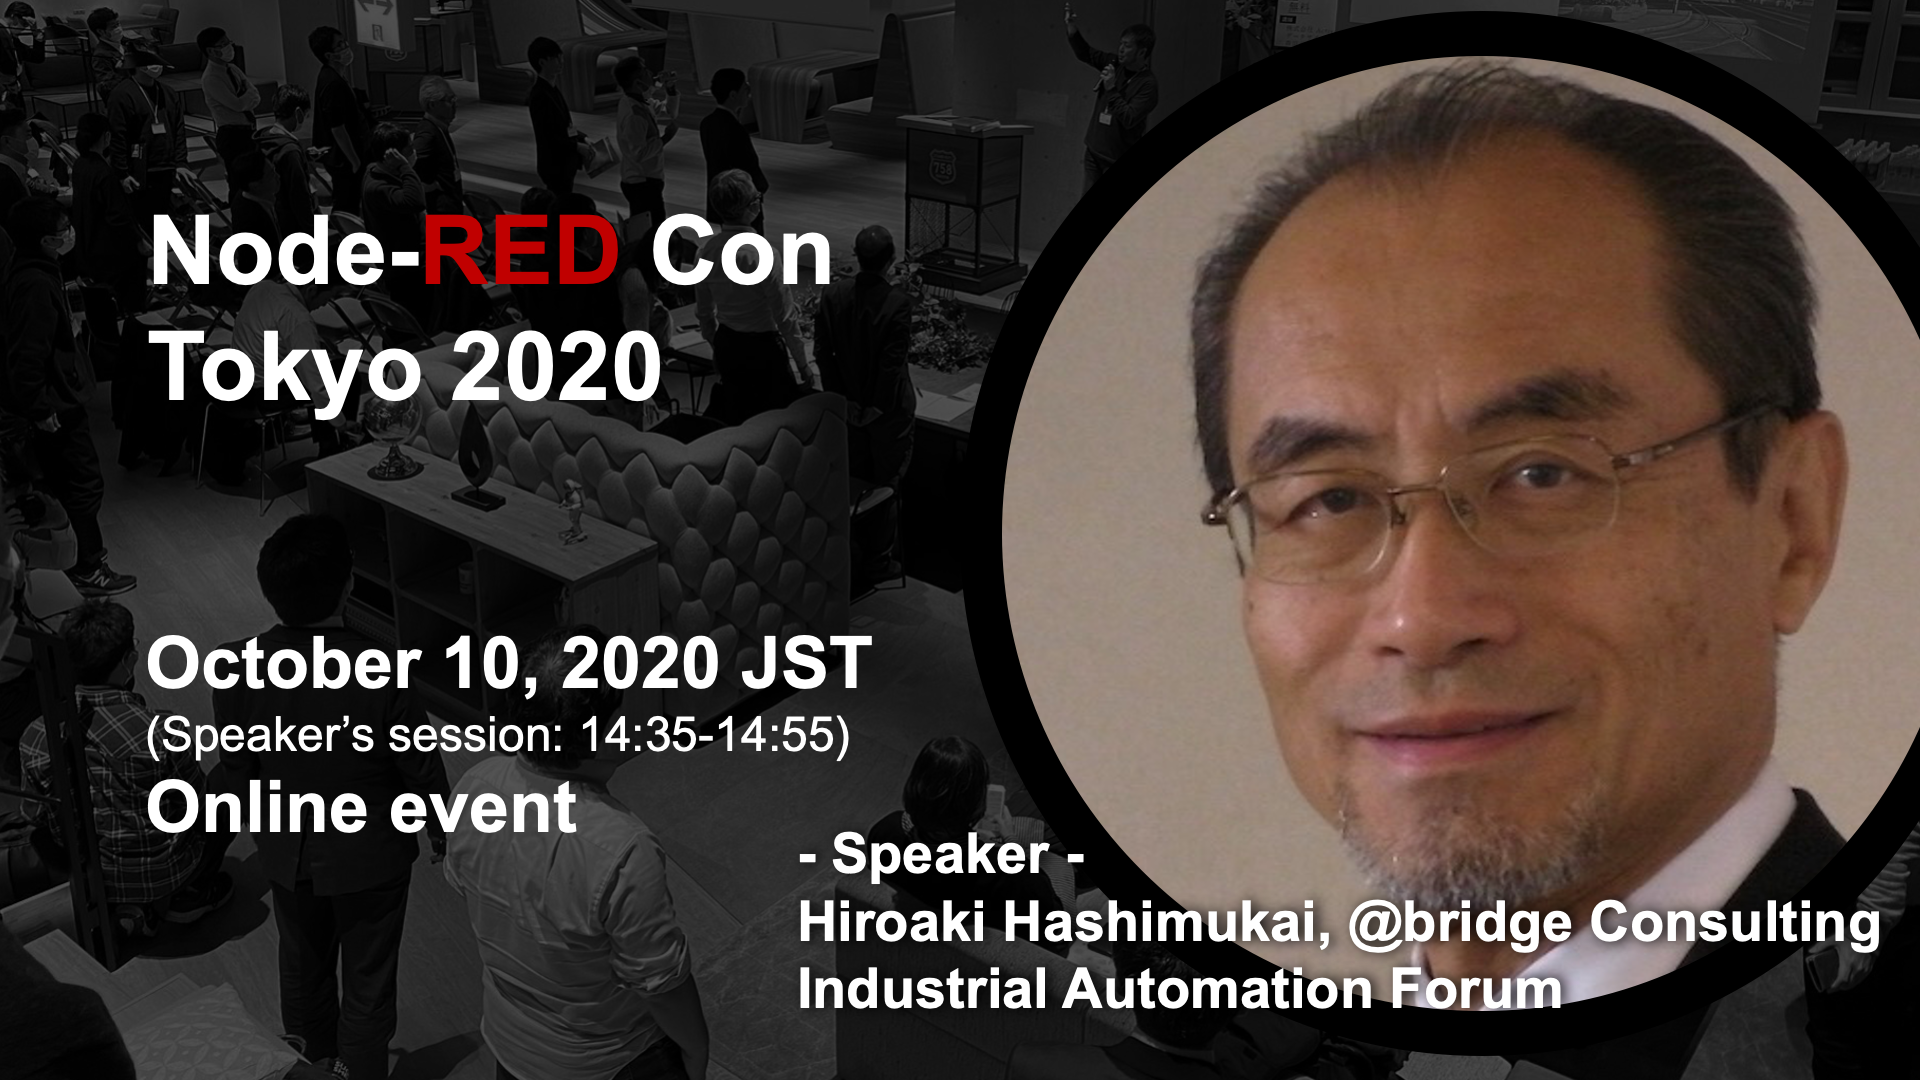 Node-RED Con
Tokyo 2020
October 10, 2020 JST
(Speaker’s session: 14:35-14:55)
Online event
- Speaker -
Hiroaki Hashimukai, @bridge Consulting
Industrial Automation Forum
758